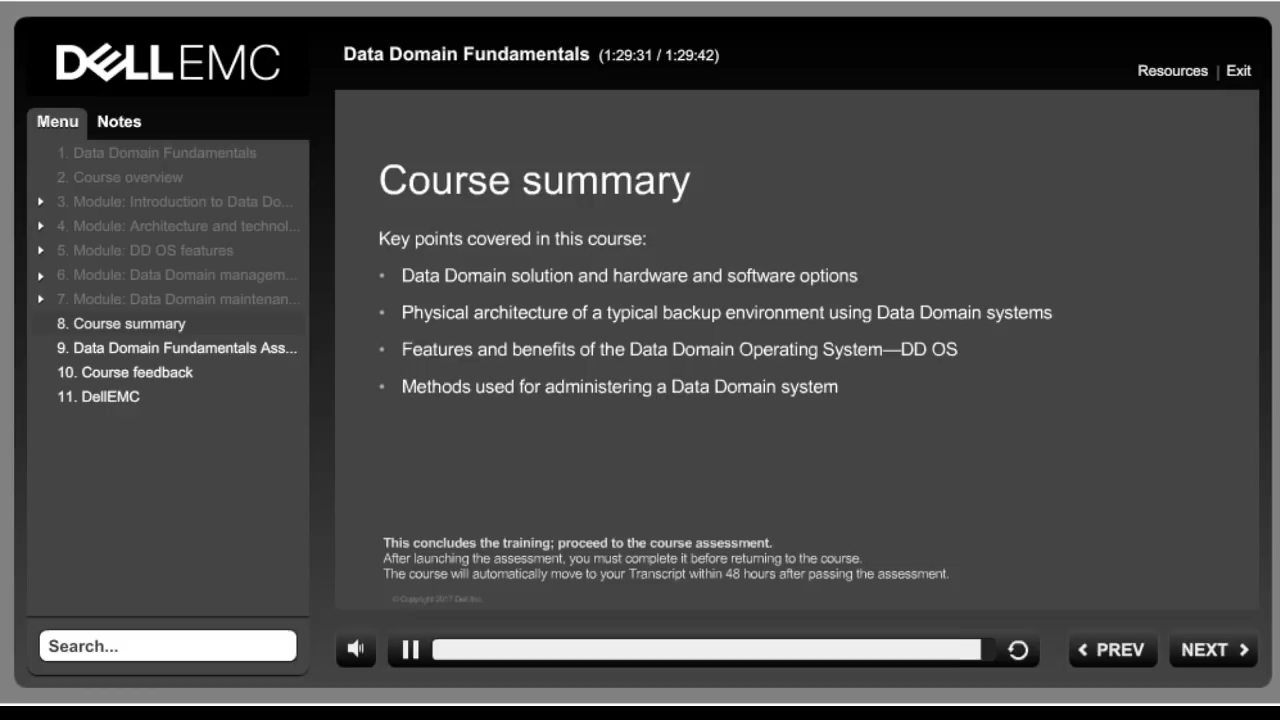 DELLEMC
Data Domain Fundamentals (1:29:31 / 1:29:42)
Resources | Exit
Menu Notes
1. Data Domain Fundamentals
2. Course overview
3. Module: Introduction to Data Do...
4. Module: Architecture and technol...
5. Module: DD OS features
6. Module: Data Domain managem...
7. Module: Data Domain maintenan...
8. Course summary
9. Data Domain Fundamentals Ass...
10. Course feedback
11. DellEMC
Search...
Course summary
Key points covered in this course:
• Data Domain solution and hardware and software options
• Physical architecture of a typical backup environment using Data Domain systems
• Features and benefits of the Data Domain Operating System—DD OS
• Methods used for administering a Data Domain system
This concludes the training; proceed to the course assessment.
After launching the assessment, you must complete it before returning to the course.
The course will automatically move to your Transcript within 48 hours after passing the assessment.
© Copyright 2017 Dell Inc.
< PREV
NEXT >